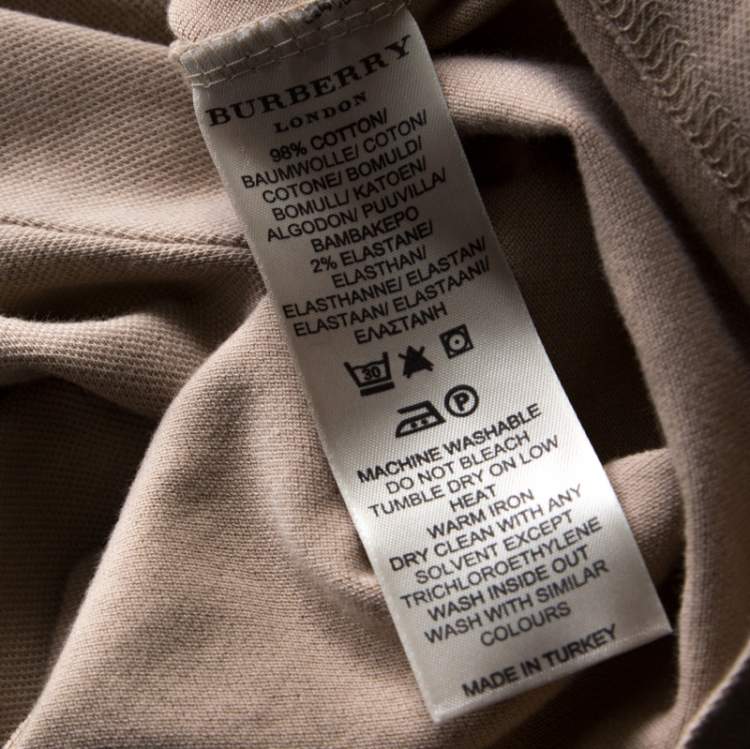 BURBERRY
LONDON
98% COTTON/
BAUMWOLLE/ COTON/
COTONE/ BOMULD/
BOMULL/ KATOEN/
ALGODON/ PUUVILLA/
ΒΑΜΒΑΚΕΡΟ
2% ELASTANE/
ELASTHAN/
ELASTHANNE/ ELASTAN/
ELASTAAN/ ELASTAANI/
ΕΛΑΣΤΑΝΗ
30
P
MACHINE WASHABLE
DO NOT BLEACH
TUMBLE DRY ON LOW
HEAT
WARM IRON
DRY CLEAN WITH ANY
SOLVENT EXCEPT
TRICHLOROETHYLENE
WASH INSIDE OUT
WASH WITH SIMILAR
COLOURS
MADE IN TURKEY